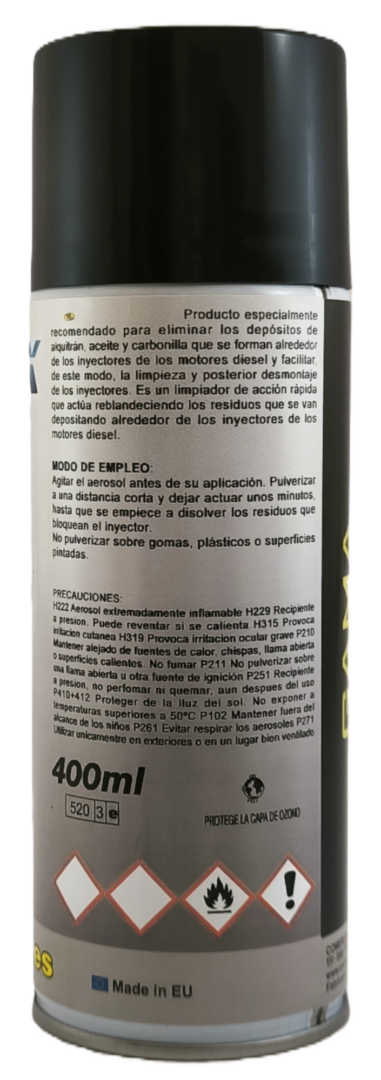 Producto especialmente
recomendado para eliminar los depósitos de
alquitrán, aceite y carbonilla que se forman alrededor
de los inyectores de los motores diesel y facilitar,
de este modo, la limpieza y posterior desmontaje
de los inyectores. Es un limpiador de acción rápida
que actúa reblandeciendo los residuos que se van
depositando alrededor de los inyectores de los
motores diesel.
MODO DE EMPLEO:
Agitar el aerosol antes de su aplicación. Pulverizar
a una distancia corta y dejar actuar unos minutos,
hasta que se empiece a disolver los residuos que
bloquean el inyector.
No pulverizar sobre gomas, plásticos o superficies
pintadas.
PRECAUCIONES:
H222 Aerosol extremadamente inflamable H229 Recipiente
a presion. Puede reventar si se calienta H315 Provoca
irritacion cutanea H319 Provoca irritacion ocular grave P210
Mantener alejado de fuentes de calor, chispas, llama abierta
o superficies calientes. No fumar P211 No pulverizar sobre
una llama abierta u otra fuente de ignición P251 Recipiente
a presion, no perfomar ni quemar, aun despues del uso
P410+412 Proteger de la lluz del sol. No exponer a
temperaturas superiores a 50ºC P102 Mantener fuera del
alcance de los niños P261 Evitar respirar los aerosoles P271
Utilizar unicamente en exteriores o en un lugar bien ventilado
400ml
520 3 e
PROTEGE LA CAPA DE OZONO
es
Made in EU